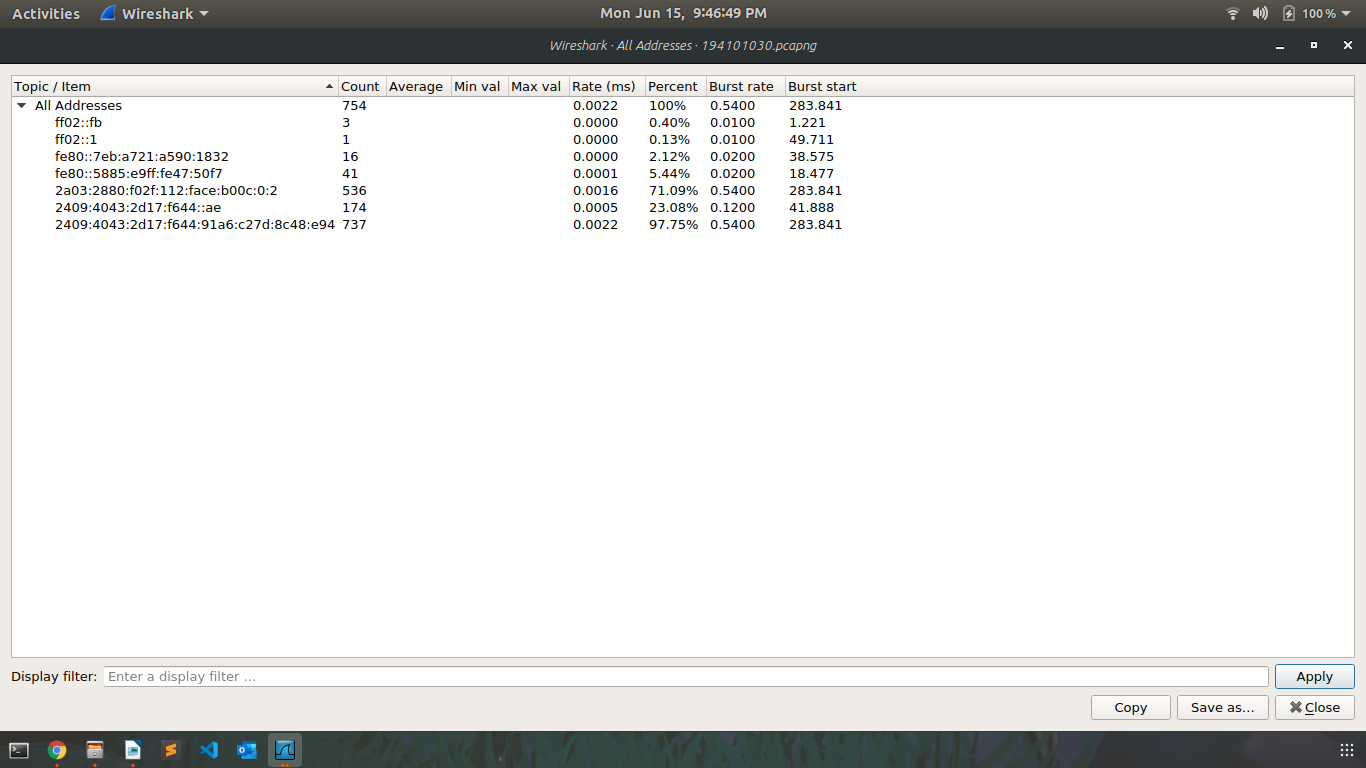 Activities Wireshark Mon Jun 15, 9:46:49 PM 100 %
Wireshark · All Addresses · 194101030.pcapng
Topic / Item Count Average Min val Max val Rate (ms) Percent Burst rate Burst start
All Addresses 754 0.0022 100% 0.5400 283.841
ff02::fb 3 0.0000 0.40% 0.0100 1.221
ff02::1 1 0.0000 0.13% 0.0100 49.711
fe80::7eb:a721:a590:1832 16 0.0000 2.12% 0.0200 38.575
fe80::5885:e9ff:fe47:50f7 41 0.0001 5.44% 0.0200 18.477
2a03:2880:f02f:112:face:b00c:0:2 536 0.0016 71.09% 0.5400 283.841
2409:4043:2d17:f644::ae 174 0.0005 23.08% 0.1200 41.888
2409:4043:2d17:f644:91a6:c27d:8c48:e94 737 0.0022 97.75% 0.5400 283.841
Display filter: Enter a display filter … Apply
Copy Save as… Close